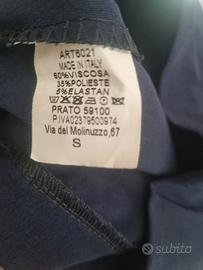 ART6021
MADE IN ITALY
60%VISCOSA
35%POLIESTE
5%ELASTAN
PRATO 59100
P.IVA02379500974
Via del Molinuzzo,67
S
subito